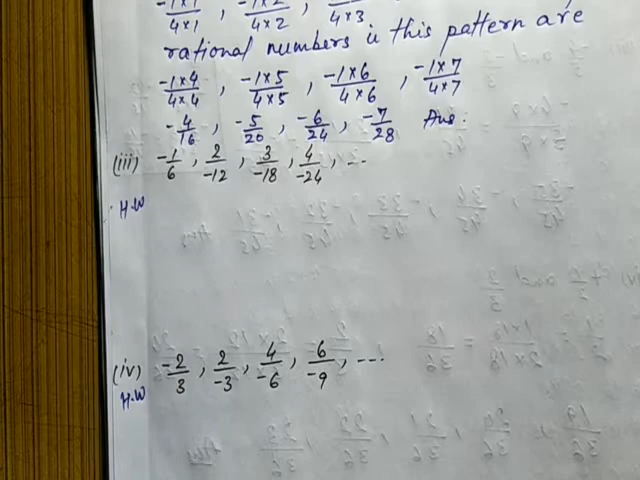 -1×1/4×1 , -1×2/4×2 , 4×3
rational numbers in this pattern are
-1×4/4×4 , -1×5/4×5 , -1×6/4×6 , -1×7/4×7
-4/16 , -5/20 , -6/24 , -7/28 Ans.
(iii) -1/6 , 2/-12 , 3/-18 , 4/-24 , ...
H.W
(iv) -2/3 , 2/-3 , 4/-6 , 6/-9 , ....
H.W